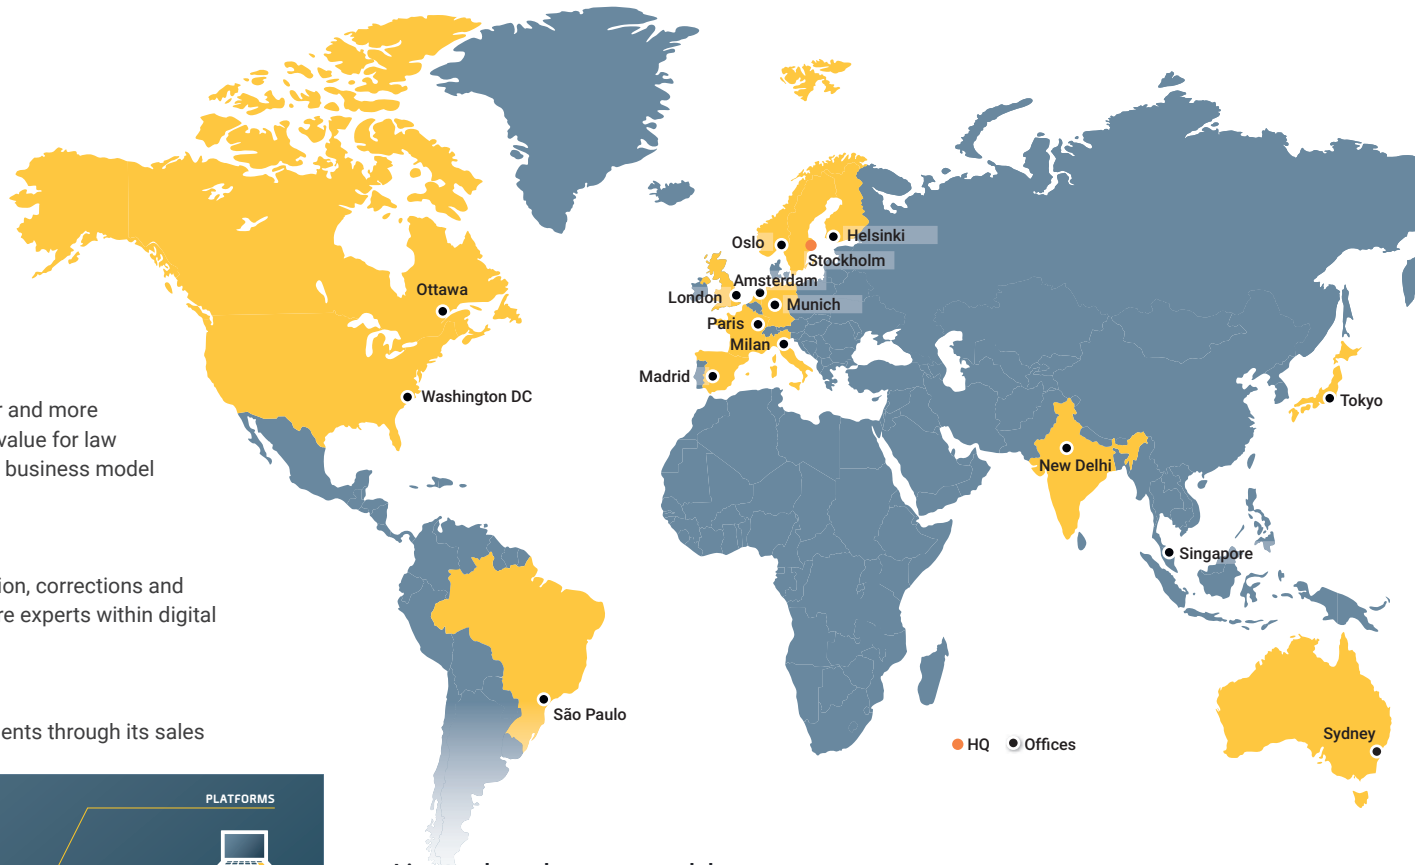 Oslo
Helsinki
Stockholm
Amsterdam
London
Munich
Ottawa
Paris
Milan
Madrid
Washington DC
Tokyo
r and more
value for law
business model
New Delhi
Singapore
ion, corrections and
re experts within digital
São Paulo
ents through its sales
Sydney
HQ
Offices
PLATFORMS